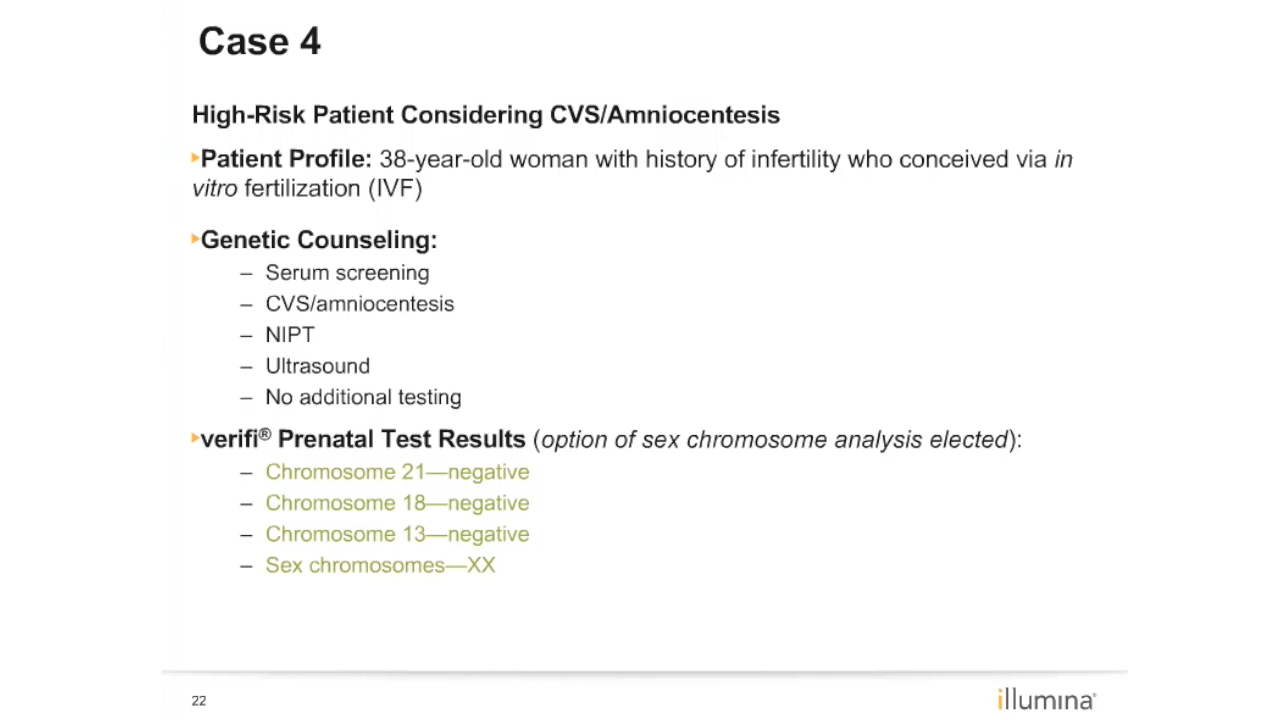 Case 4
High-Risk Patient Considering CVS/Amniocentesis
▸Patient Profile: 38-year-old woman with history of infertility who conceived via in
vitro fertilization (IVF)
▸Genetic Counseling:
– Serum screening
– CVS/amniocentesis
– NIPT
– Ultrasound
– No additional testing
▸verifi® Prenatal Test Results (option of sex chromosome analysis elected):
– Chromosome 21—negative
– Chromosome 18—negative
– Chromosome 13—negative
– Sex chromosomes—XX
22
illumina®